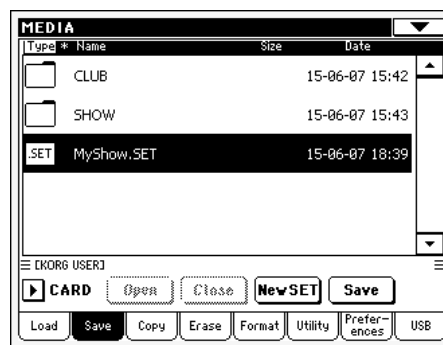 MEDIA
Type * Name Size Date
CLUB 15-06-07 15:42
SHOW 15-06-07 15:43
.SET MyShow.SET 15-06-07 18:39
[KORG USER]
CARD Open Close New SET Save
Load Save Copy Erase Format Utility Prefer-ences USB